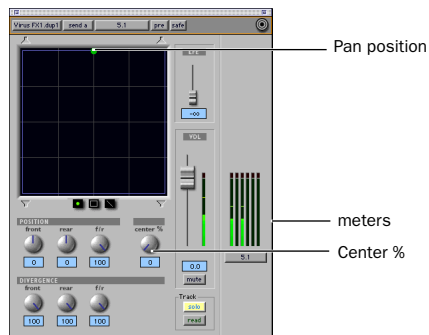 Virus FX1.dup1 send a 5.1 pre safe
Pan position
LFE
-∞
VOL
meters
POSITION
front rear f/r center %
Center %
0 0 100 0
5.1
0.0
mute
DIVERGENCE
front rear f/r
Track
solo
100 100 100
read